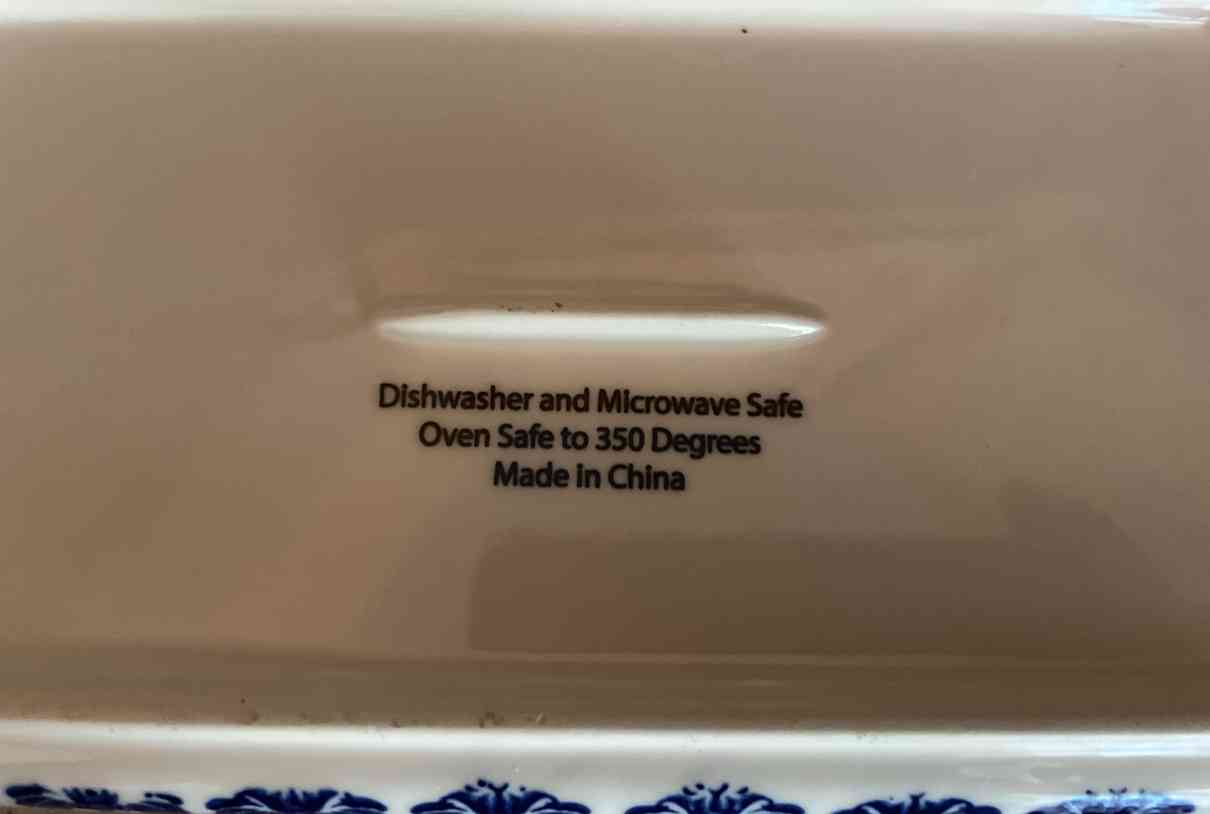 Dishwasher and Microwave Safe
Oven Safe to 350 Degrees
Made in China